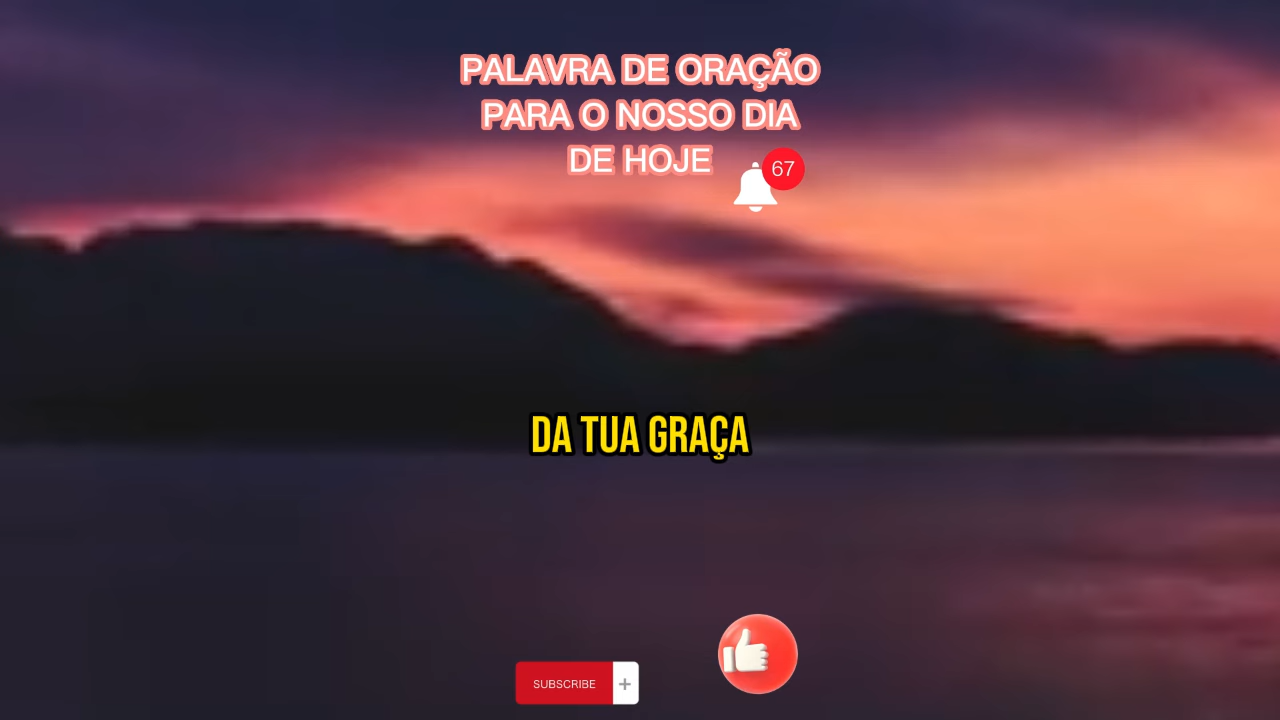 PALAVRA DE ORAÇÃO
PARA O NOSSO DIA
DE HOJE
67
DA TUA GRAÇA
SUBSCRIBE +